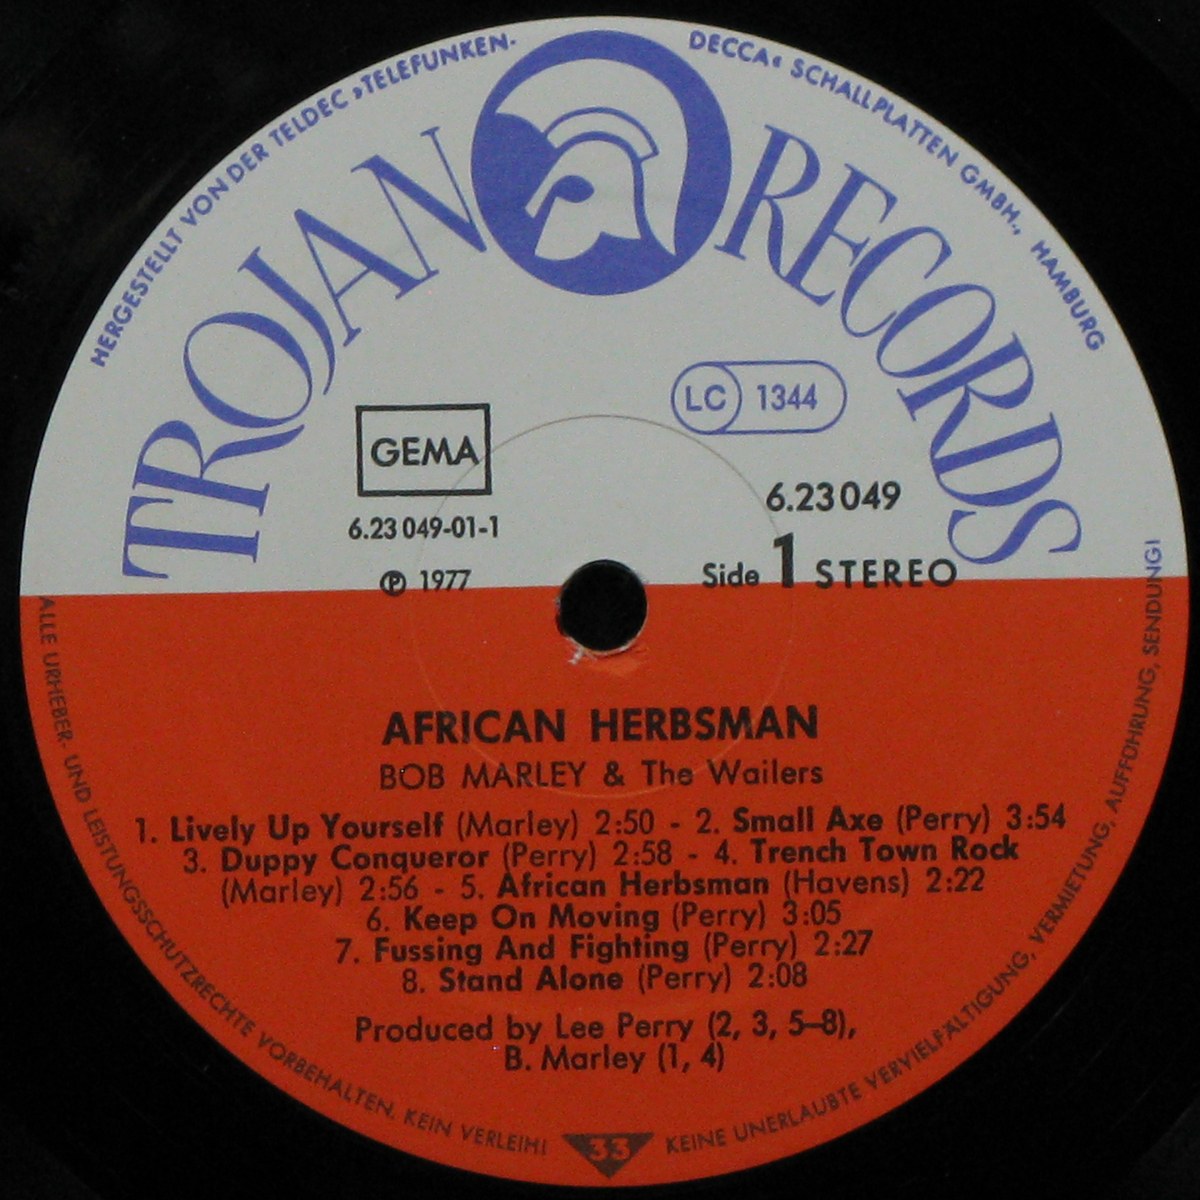 HERGESTELLT VON DER TELDEC »TELEFUNKEN-DECCA« SCHALLPLATTEN GMBH., HAMBURG
TROJAN RECORDS
LC 1344
GEMA
6.23 049
6.23 049-01-1
Side 1 STEREO
℗ 1977
AFRICAN HERBSMAN
BOB MARLEY & The Wailers
1. Lively Up Yourself (Marley) 2:50 - 2. Small Axe (Perry) 3:54
3. Duppy Conqueror (Perry) 2:58 - 4. Trench Town Rock
(Marley) 2:56 - 5. African Herbsman (Havens) 2:22
6. Keep On Moving (Perry) 3:05
7. Fussing And Fighting (Perry) 2:27
8. Stand Alone (Perry) 2:08
Produced by Lee Perry (2, 3, 5–8),
B. Marley (1, 4)
ALLE URHEBER- UND LEISTUNGSSCHUTZRECHTE VORBEHALTEN. KEIN VERLEIH! KEINE UNERLAUBTE VERVIELFÄLTIGUNG, VERMIETUNG, AUFFÜHRUNG, SENDUNG!
33